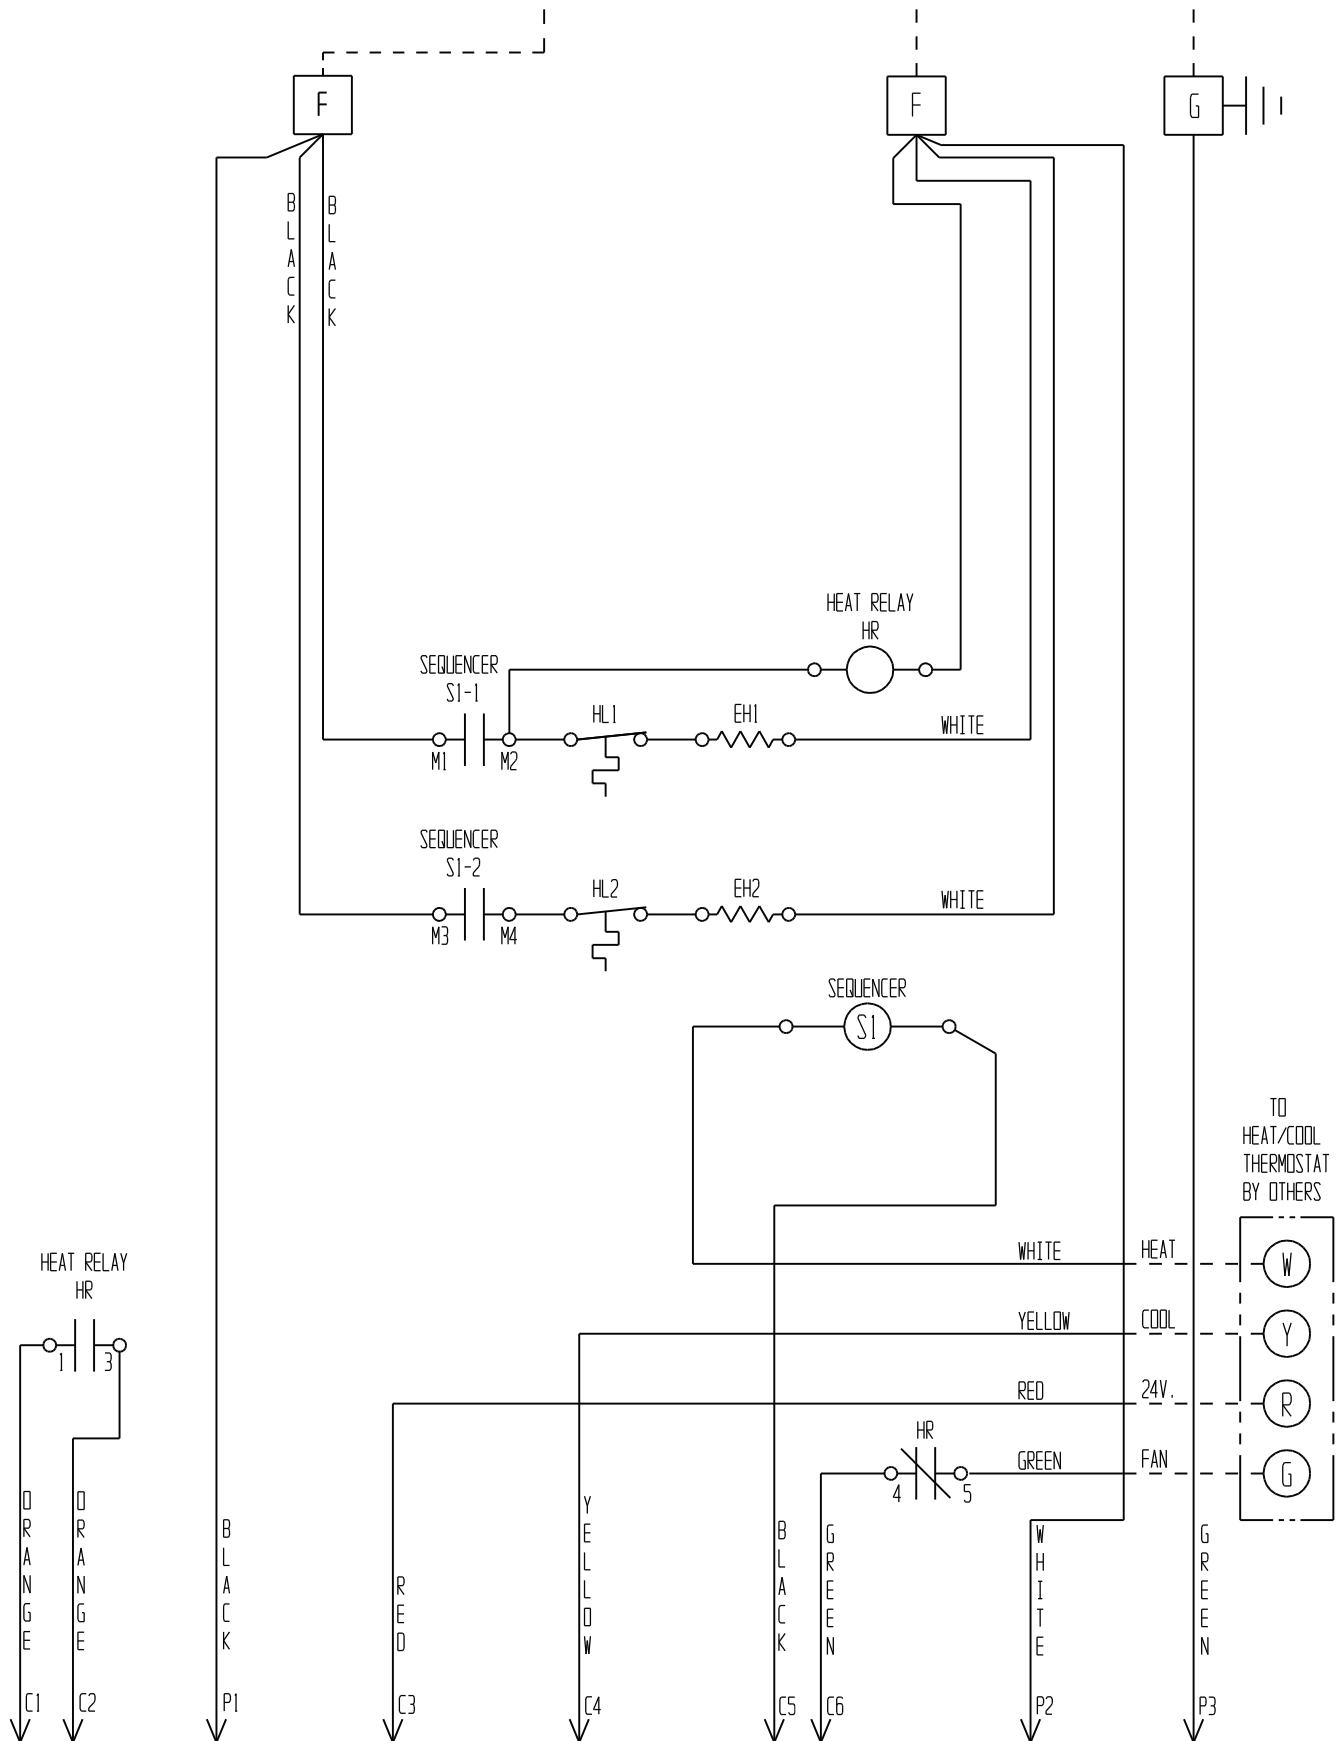 F
F
G
BLACK
BLACK
HEAT RELAY
HR
SEQUENCER
S1-1
HL1
EH1
WHITE
M1
M2
SEQUENCER
S1-2
HL2
EH2
WHITE
M3
M4
SEQUENCER
S1
TO
HEAT/COOL
THERMOSTAT
BY OTHERS
WHITE
HEAT
W
HEAT RELAY
HR
1
3
YELLOW
COOL
Y
RED
24V.
R
HR
GREEN
FAN
G
4
5
ORANGE
ORANGE
BLACK
RED
YELLOW
BLACK
GREEN
WHITE
GREEN
C1
C2
P1
C3
C4
C5
C6
P2
P3